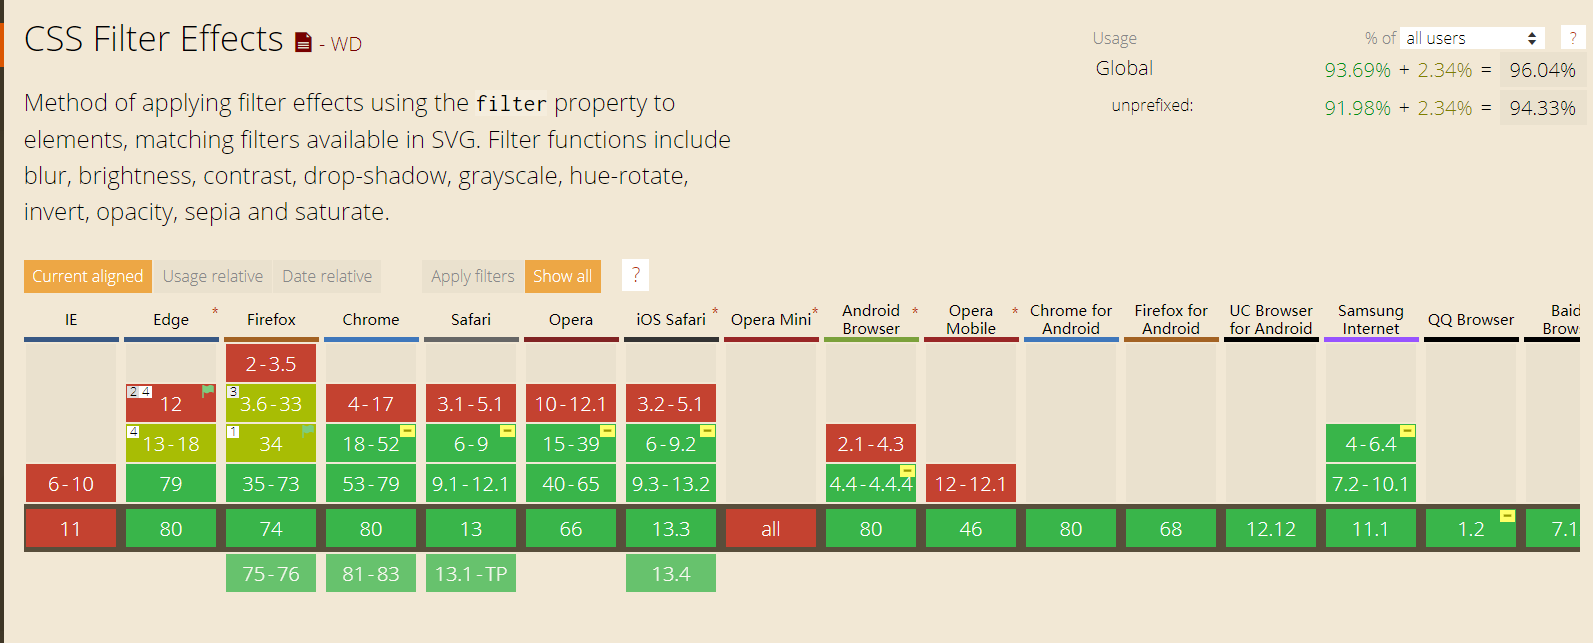 CSS Filter Effects - WD
Usage % of all users ?
Global 93.69% + 2.34% = 96.04%
unprefixed: 91.98% + 2.34% = 94.33%
Method of applying filter effects using the filter property to
elements, matching filters available in SVG. Filter functions include
blur, brightness, contrast, drop-shadow, grayscale, hue-rotate,
invert, opacity, sepia and saturate.
Current aligned Usage relative Date relative Apply filters Show all ?
IE Edge * Firefox Chrome Safari Opera iOS Safari * Opera Mini * Android Browser * Opera Mobile * Chrome for Android Firefox for Android UC Browser for Android Samsung Internet QQ Browser Baid Brows
2-3.5
2 4 12 3 3.6-33 4-17 3.1-5.1 10-12.1 3.2-5.1
4 13-18 1 34 18-52 6-9 15-39 6-9.2 2.1-4.3 4-6.4
6-10 79 35-73 53-79 9.1-12.1 40-65 9.3-13.2 4.4-4.4.4 12-12.1 7.2-10.1
11 80 74 80 13 66 13.3 all 80 46 80 68 12.12 11.1 1.2 7.1
75-76 81-83 13.1-TP 13.4